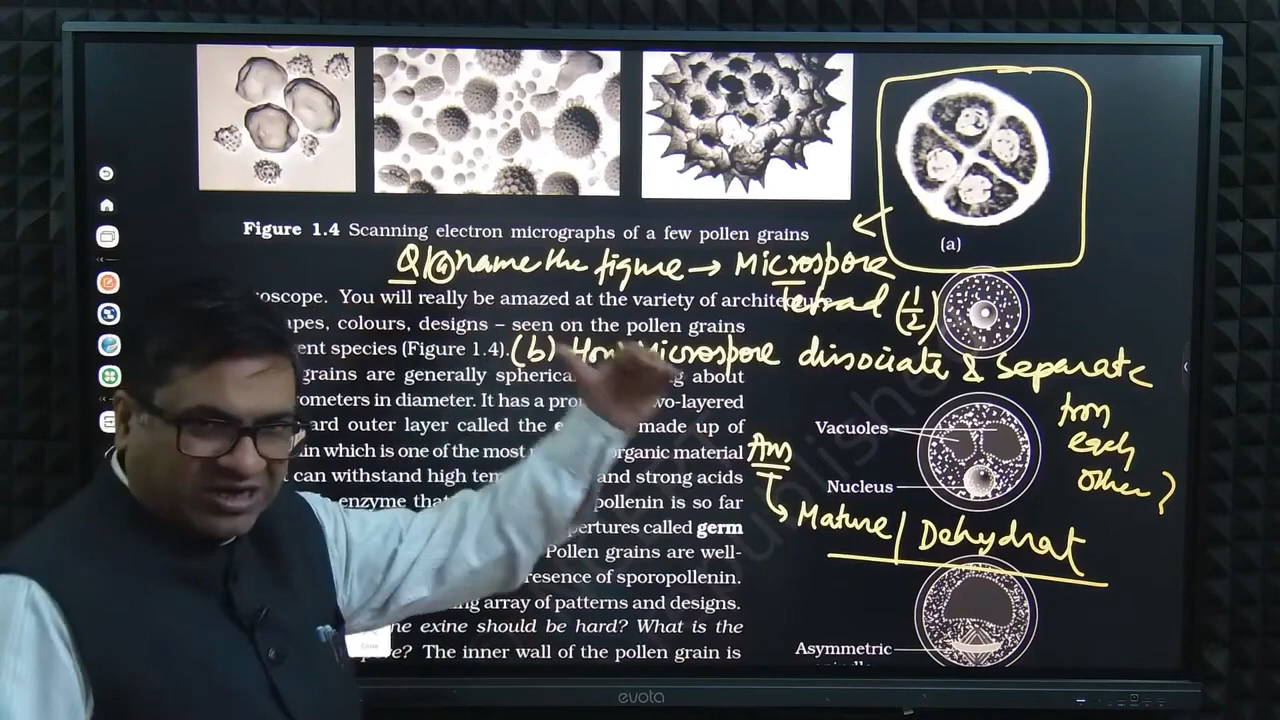 (a)
Figure 1.4 Scanning electron micrographs of a few pollen grains
Q (a) name the figure → Microspore
tetrad (1/2)
roscope. You will really be amazed at the variety of
apes, colours, designs – seen on the pollen grains
ent species (Figure 1.4).
(b) How Microspore dissociate & Separate
from
each
other ?
grains are generally spherical about
rometers in diameter. It has a two-layered
ard outer layer called the made up of
in which is one of the most organic material
can withstand high and strong acids
enzyme pollenin is so far
pertures called germ
Pollen grains are well-
resence of sporopollenin.
ing array of patterns and designs.
ne exine should be hard? What is the
pore? The inner wall of the pollen grain is
Vacuoles
Nucleus
Ans
Mature / Dehydrat
Asymmetric
spindle
Close
evota